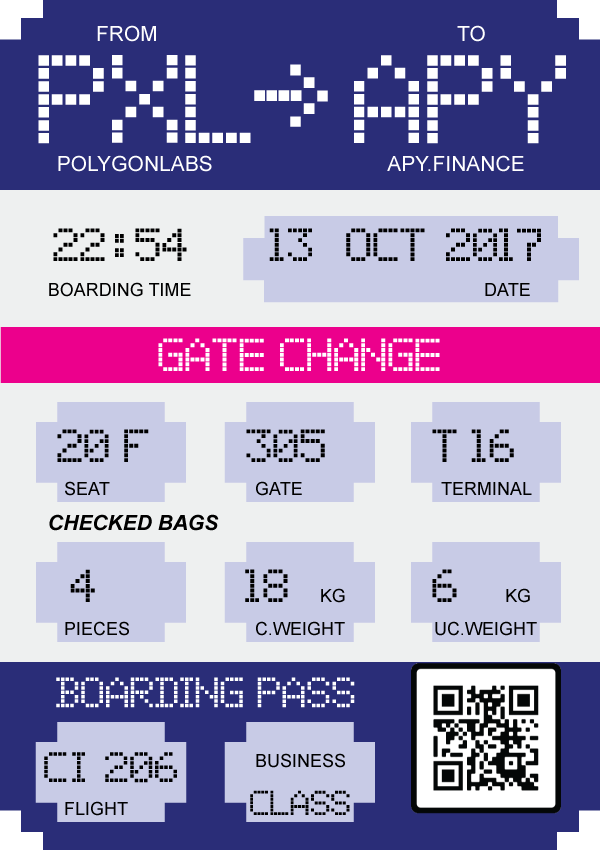 FROM TO
PXL APY
POLYGONLABS APY.FINANCE
22:54 13 OCT 2017
BOARDING TIME DATE
GATE CHANGE
20 F 305 T 16
SEAT GATE TERMINAL
CHECKED BAGS
4 18 KG 6 KG
PIECES C.WEIGHT UC.WEIGHT
BOARDING PASS
CI 206 BUSINESS
FLIGHT CLASS